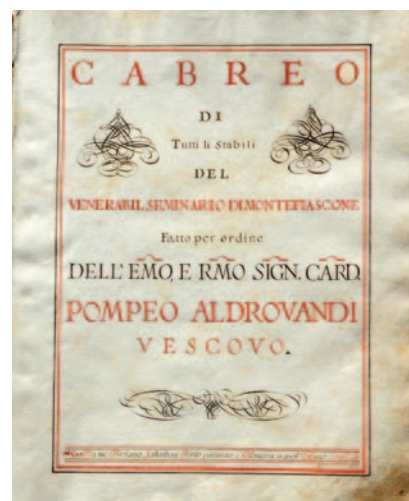 CABREO
DI
Tutti li Stabili
DEL
VENERABIL SEMINARIO DI MONTEFIASCONE
Fatto per ordine
DELL' EMO, E RMO SIGN. CARD.
POMPEO ALDROVANDI
VESCOVO.